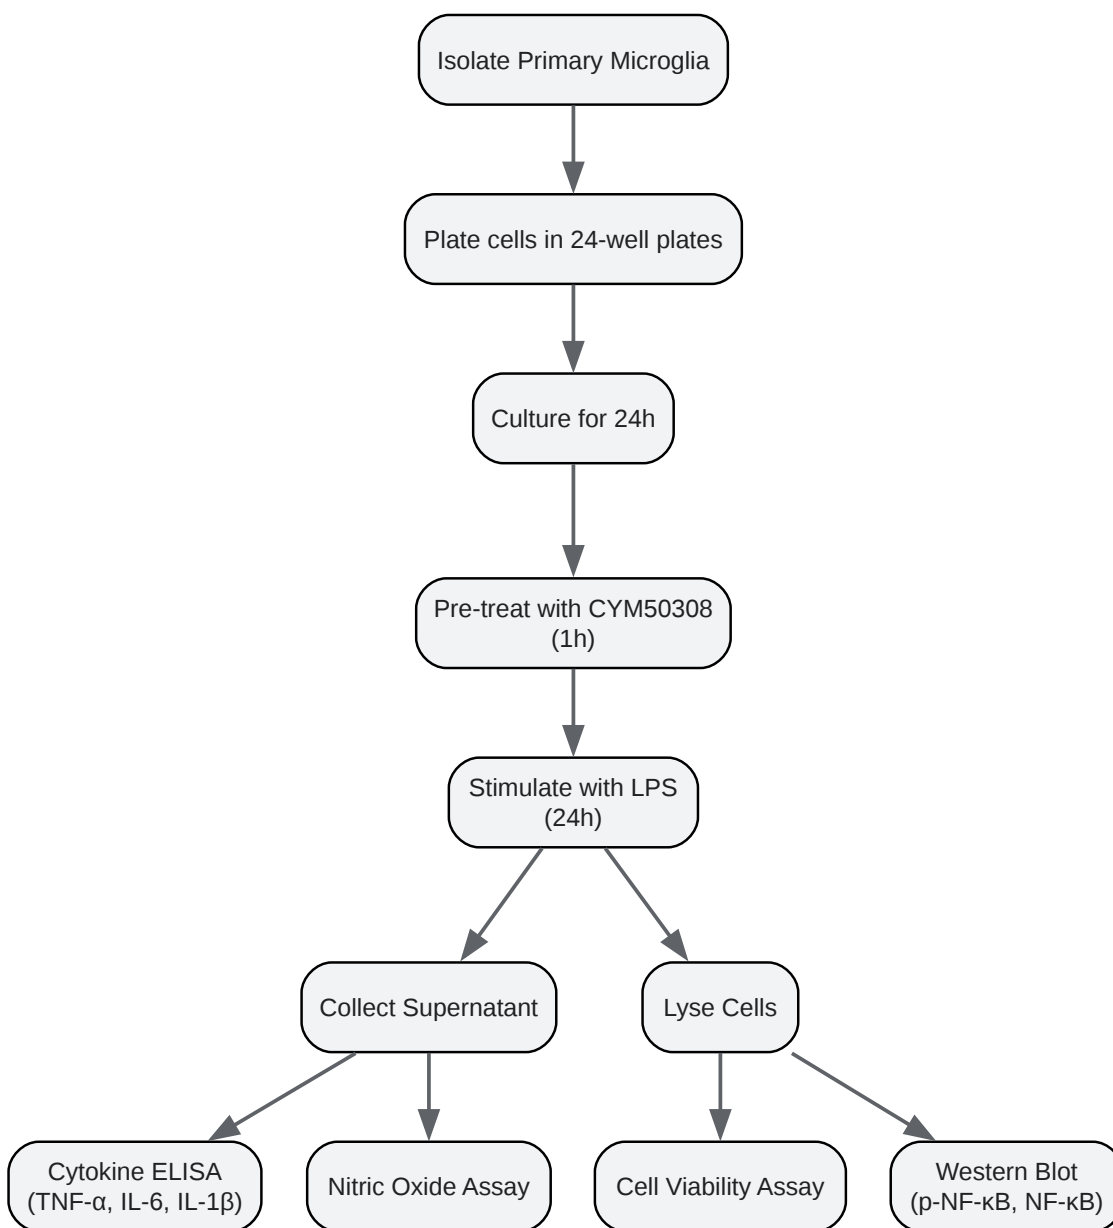 Isolate Primary Microglia
Plate cells in 24-well plates
Culture for 24h
Pre-treat with CYM50308
(1h)
Stimulate with LPS
(24h)
Collect Supernatant
Lyse Cells
Cytokine ELISA
(TNF-α, IL-6, IL-1β)
Nitric Oxide Assay
Cell Viability Assay
Western Blot
(p-NF-κB, NF-κB)